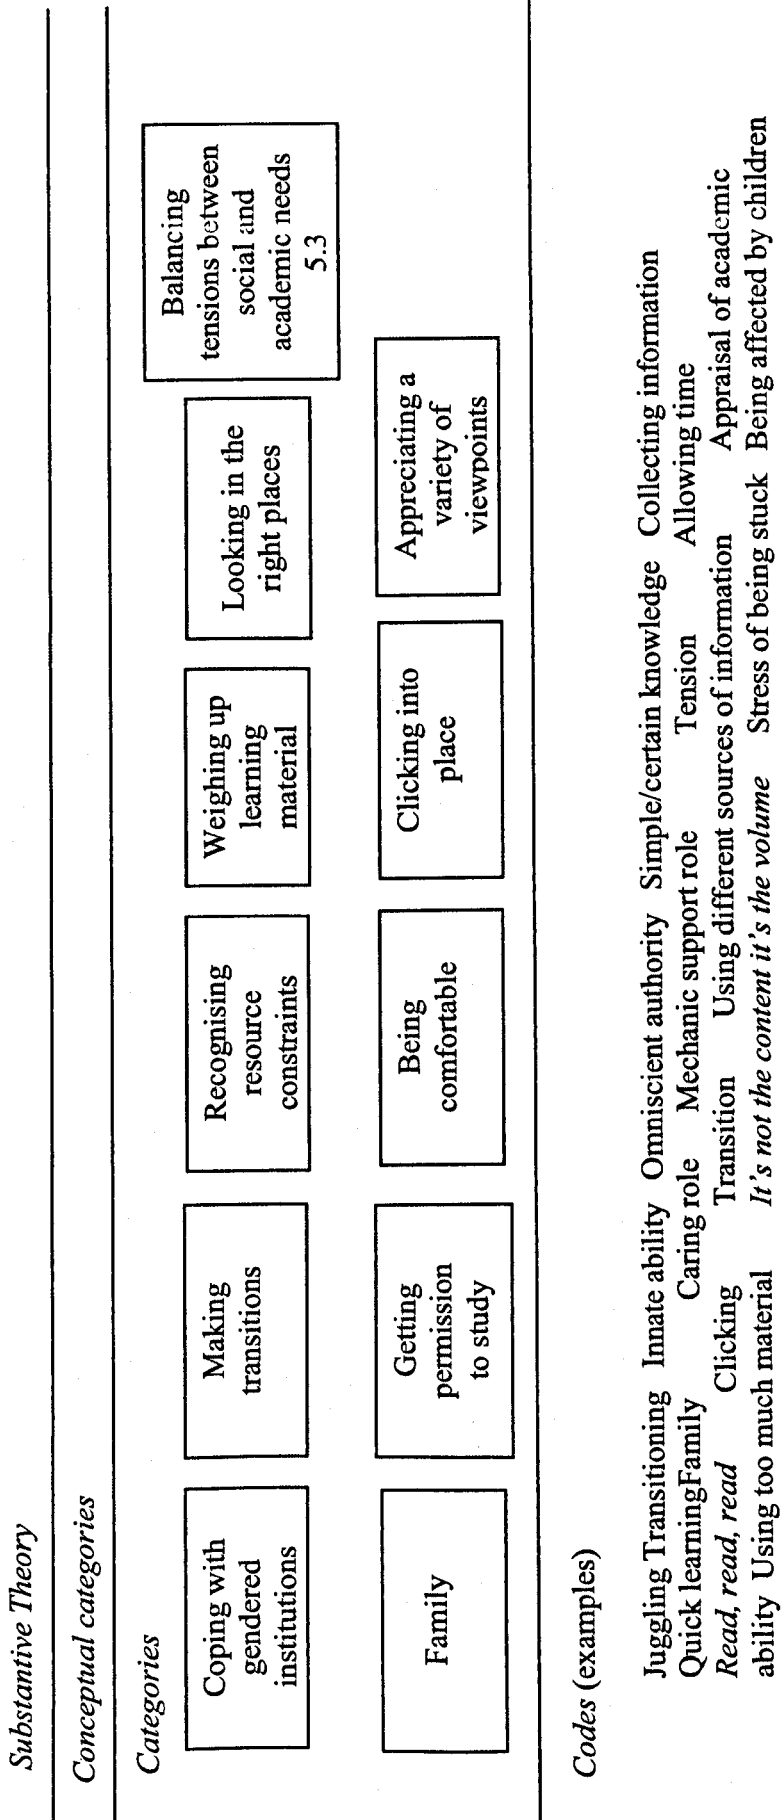 Substantive Theory
Conceptual categories
Categories
Coping with
gendered
institutions
Making
transitions
Recognising
resource
constraints
Weighing up
learning
material
Looking in the
right places
Balancing
tensions between
social and
academic needs
5.3
Family
Getting
permission
to study
Being
comfortable
Clicking into
place
Appreciating a
variety of
viewpoints
Codes (examples)
Juggling Transitioning Innate ability Omniscient authority Simple/certain knowledge Collecting information
Quick learningFamily Caring role Mechanic support role Tension Allowing time
Read, read, read Clicking Transition Using different sources of information Appraisal of academic
ability Using too much material It's not the content it's the volume Stress of being stuck Being affected by children